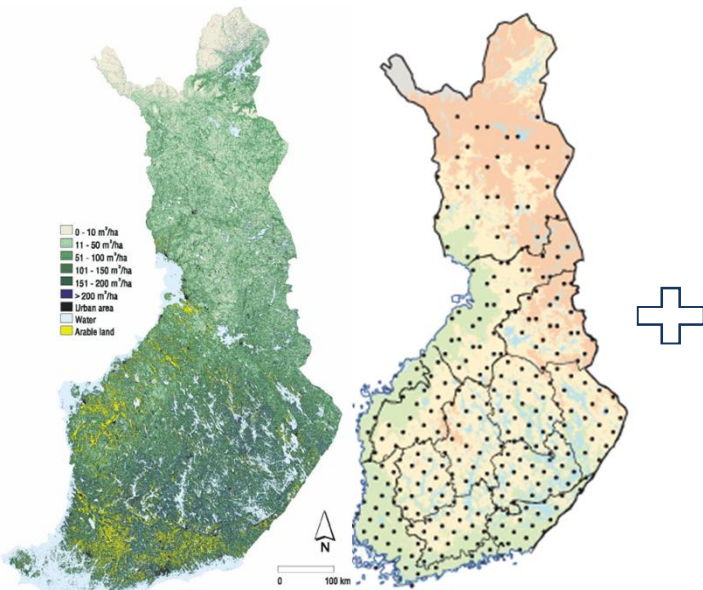 0 - 10 m³/ha
11 - 50 m³/ha
51 - 100 m³/ha
101 - 150 m³/ha
151 - 200 m³/ha
> 200 m³/ha
Urban area
Water
Arable land
N
0 100 km